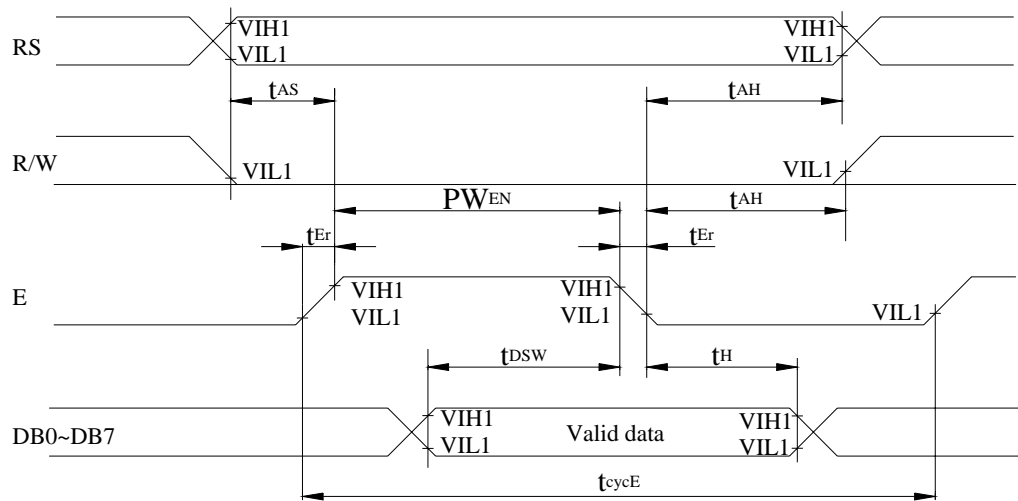 RS
VIH1
VIL1
VIH1
VIL1
tAS
tAH
R/W
VIL1
VIL1
PWEN
tAH
tEr
tEr
E
VIH1
VIL1
VIH1
VIL1
VIL1
tDSW
tH
DB0~DB7
VIH1
VIL1
Valid data
VIH1
VIL1
tcycE